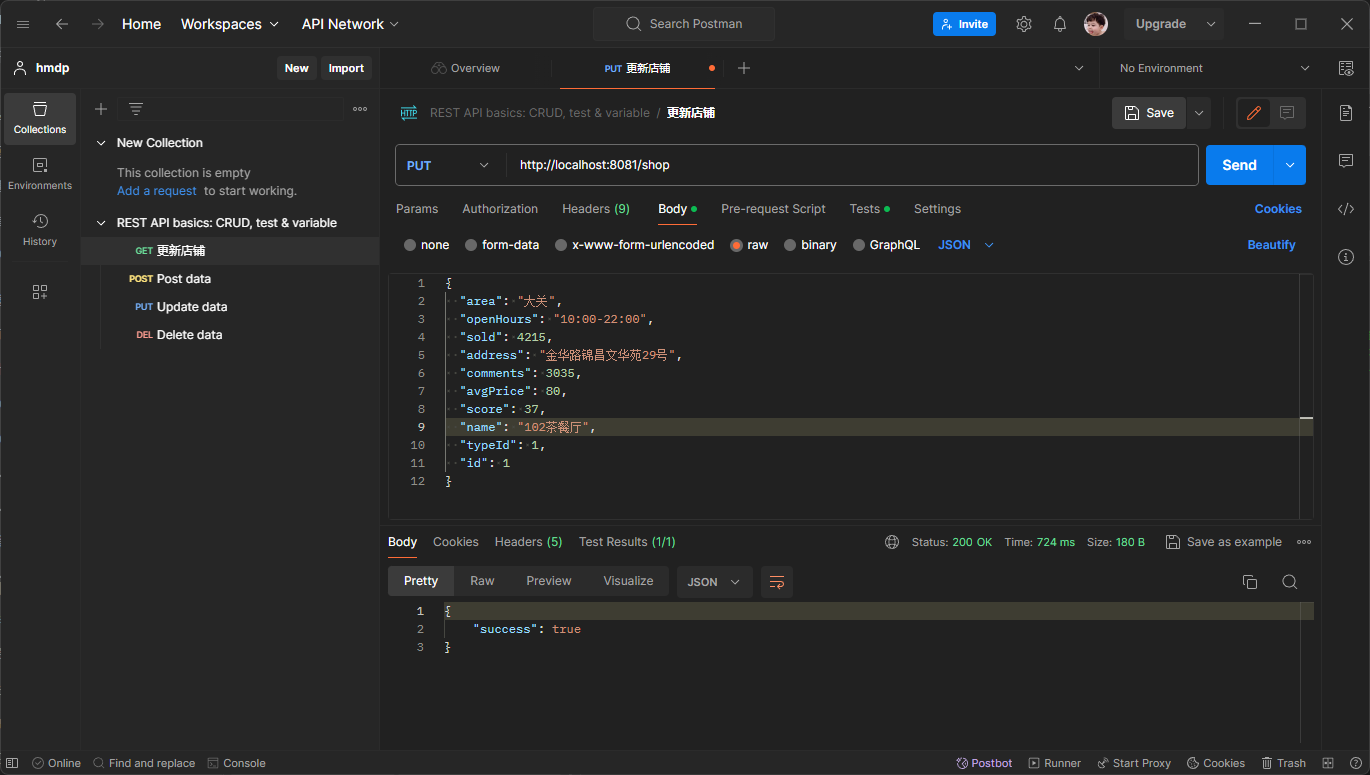 Home Workspaces API Network Search Postman Invite Upgrade
hmdp New Import Overview PUT 更新店铺 No Environment
Collections
Environments
History
New Collection
This collection is empty
Add a request to start working.
REST API basics: CRUD, test & variable
GET 更新店铺
POST Post data
PUT Update data
DEL Delete data
HTTP REST API basics: CRUD, test & variable / 更新店铺 Save
PUT http://localhost:8081/shop Send
Params Authorization Headers (9) Body Pre-request Script Tests Settings Cookies
none form-data x-www-form-urlencoded raw binary GraphQL JSON Beautify
1 {
2 "area": "大关",
3 "openHours": "10:00-22:00",
4 "sold": 4215,
5 "address": "金华路锦昌文华苑29号",
6 "comments": 3035,
7 "avgPrice": 80,
8 "score": 37,
9 "name": "102茶餐厅",
10 "typeId": 1,
11 "id": 1
12 }
Body Cookies Headers (5) Test Results (1/1) Status: 200 OK Time: 724 ms Size: 180 B Save as example
Pretty Raw Preview Visualize JSON
1 {
2 "success": true
3 }
Online Find and replace Console Postbot Runner Start Proxy Cookies Trash